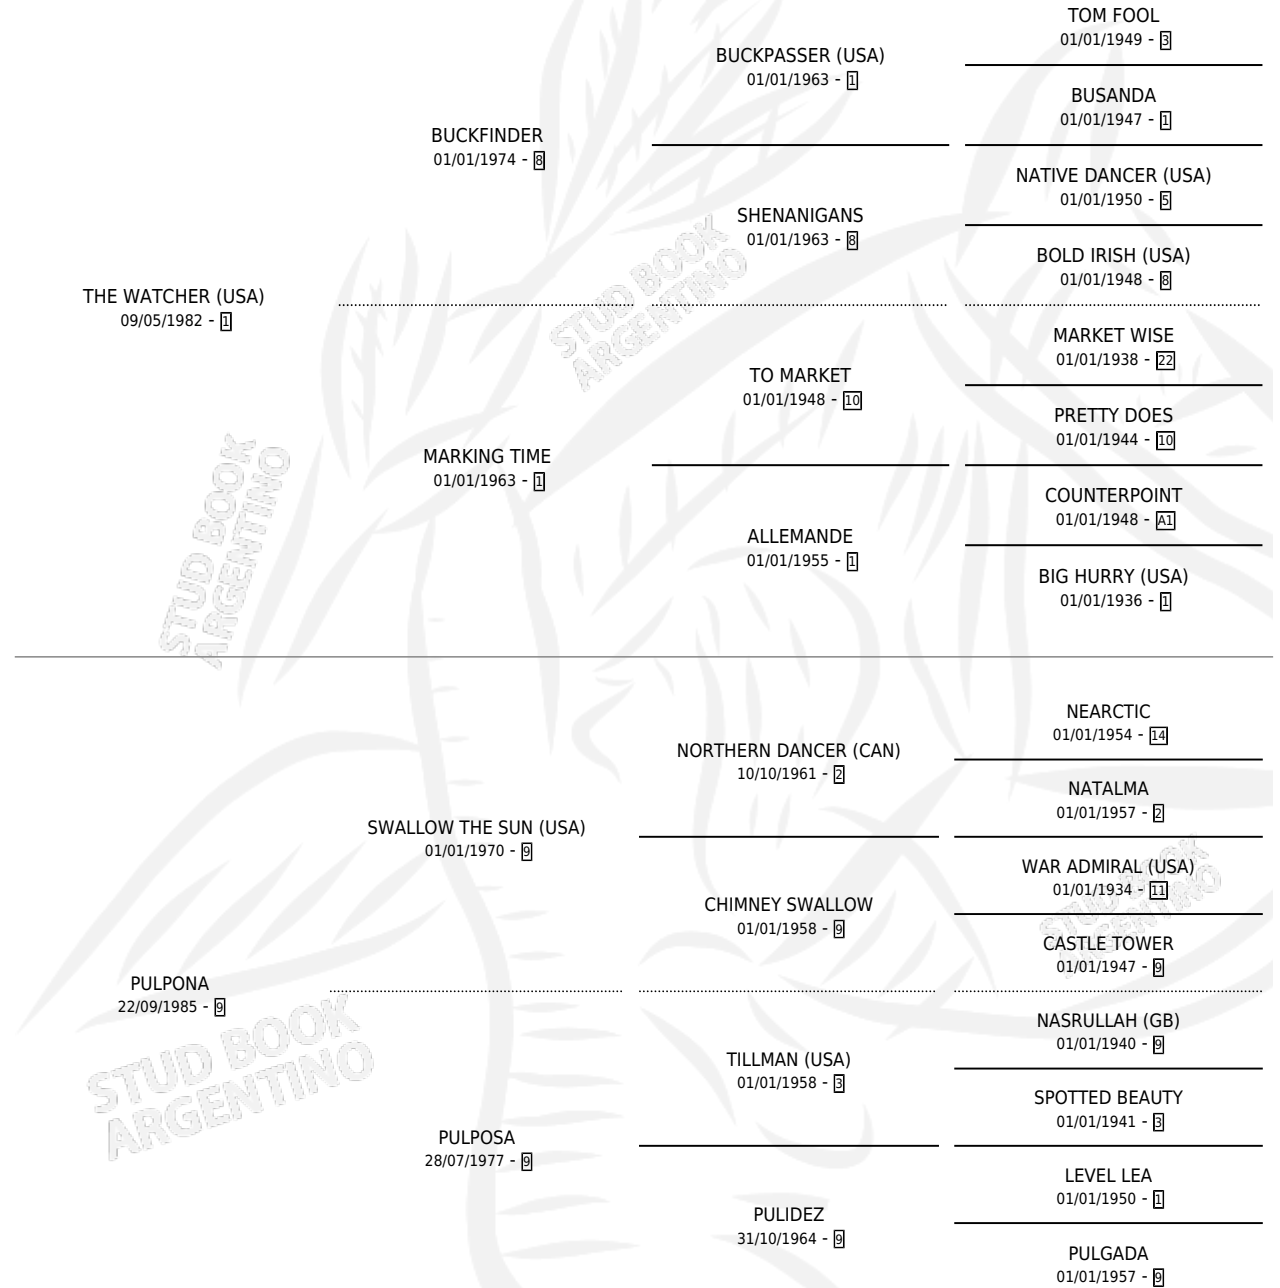 TOM FOOL
01/01/1949 - 3
BUCKPASSER (USA)
01/01/1963 - 1
BUSANDA
01/01/1947 - 1
BUCKFINDER
01/01/1974 - 8
NATIVE DANCER (USA)
01/01/1950 - 5
SHENANIGANS
01/01/1963 - 8
BOLD IRISH (USA)
01/01/1948 - 8
THE WATCHER (USA)
09/05/1982 - 1
MARKET WISE
01/01/1938 - 22
TO MARKET
01/01/1948 - 10
PRETTY DOES
01/01/1944 - 10
MARKING TIME
01/01/1963 - 1
COUNTERPOINT
01/01/1948 - A1
ALLEMANDE
01/01/1955 - 1
BIG HURRY (USA)
01/01/1936 - 1
STUD BOOK
ARGENTINO
STUD BOOK
ARGENTINO
NEARCTIC
01/01/1954 - 14
NORTHERN DANCER (CAN)
10/10/1961 - 2
NATALMA
01/01/1957 - 2
SWALLOW THE SUN (USA)
01/01/1970 - 9
WAR ADMIRAL (USA)
01/01/1934 - 11
CHIMNEY SWALLOW
01/01/1958 - 9
CASTLE TOWER
01/01/1947 - 9
PULPONA
22/09/1985 - 9
NASRULLAH (GB)
01/01/1940 - 9
TILLMAN (USA)
01/01/1958 - 3
SPOTTED BEAUTY
01/01/1941 - 3
PULPOSA
28/07/1977 - 9
LEVEL LEA
01/01/1950 - 1
PULIDEZ
31/10/1964 - 9
PULGADA
01/01/1957 - 9
STUD BOOK
ARGENTINO
STUD BOOK
ARGENTINO